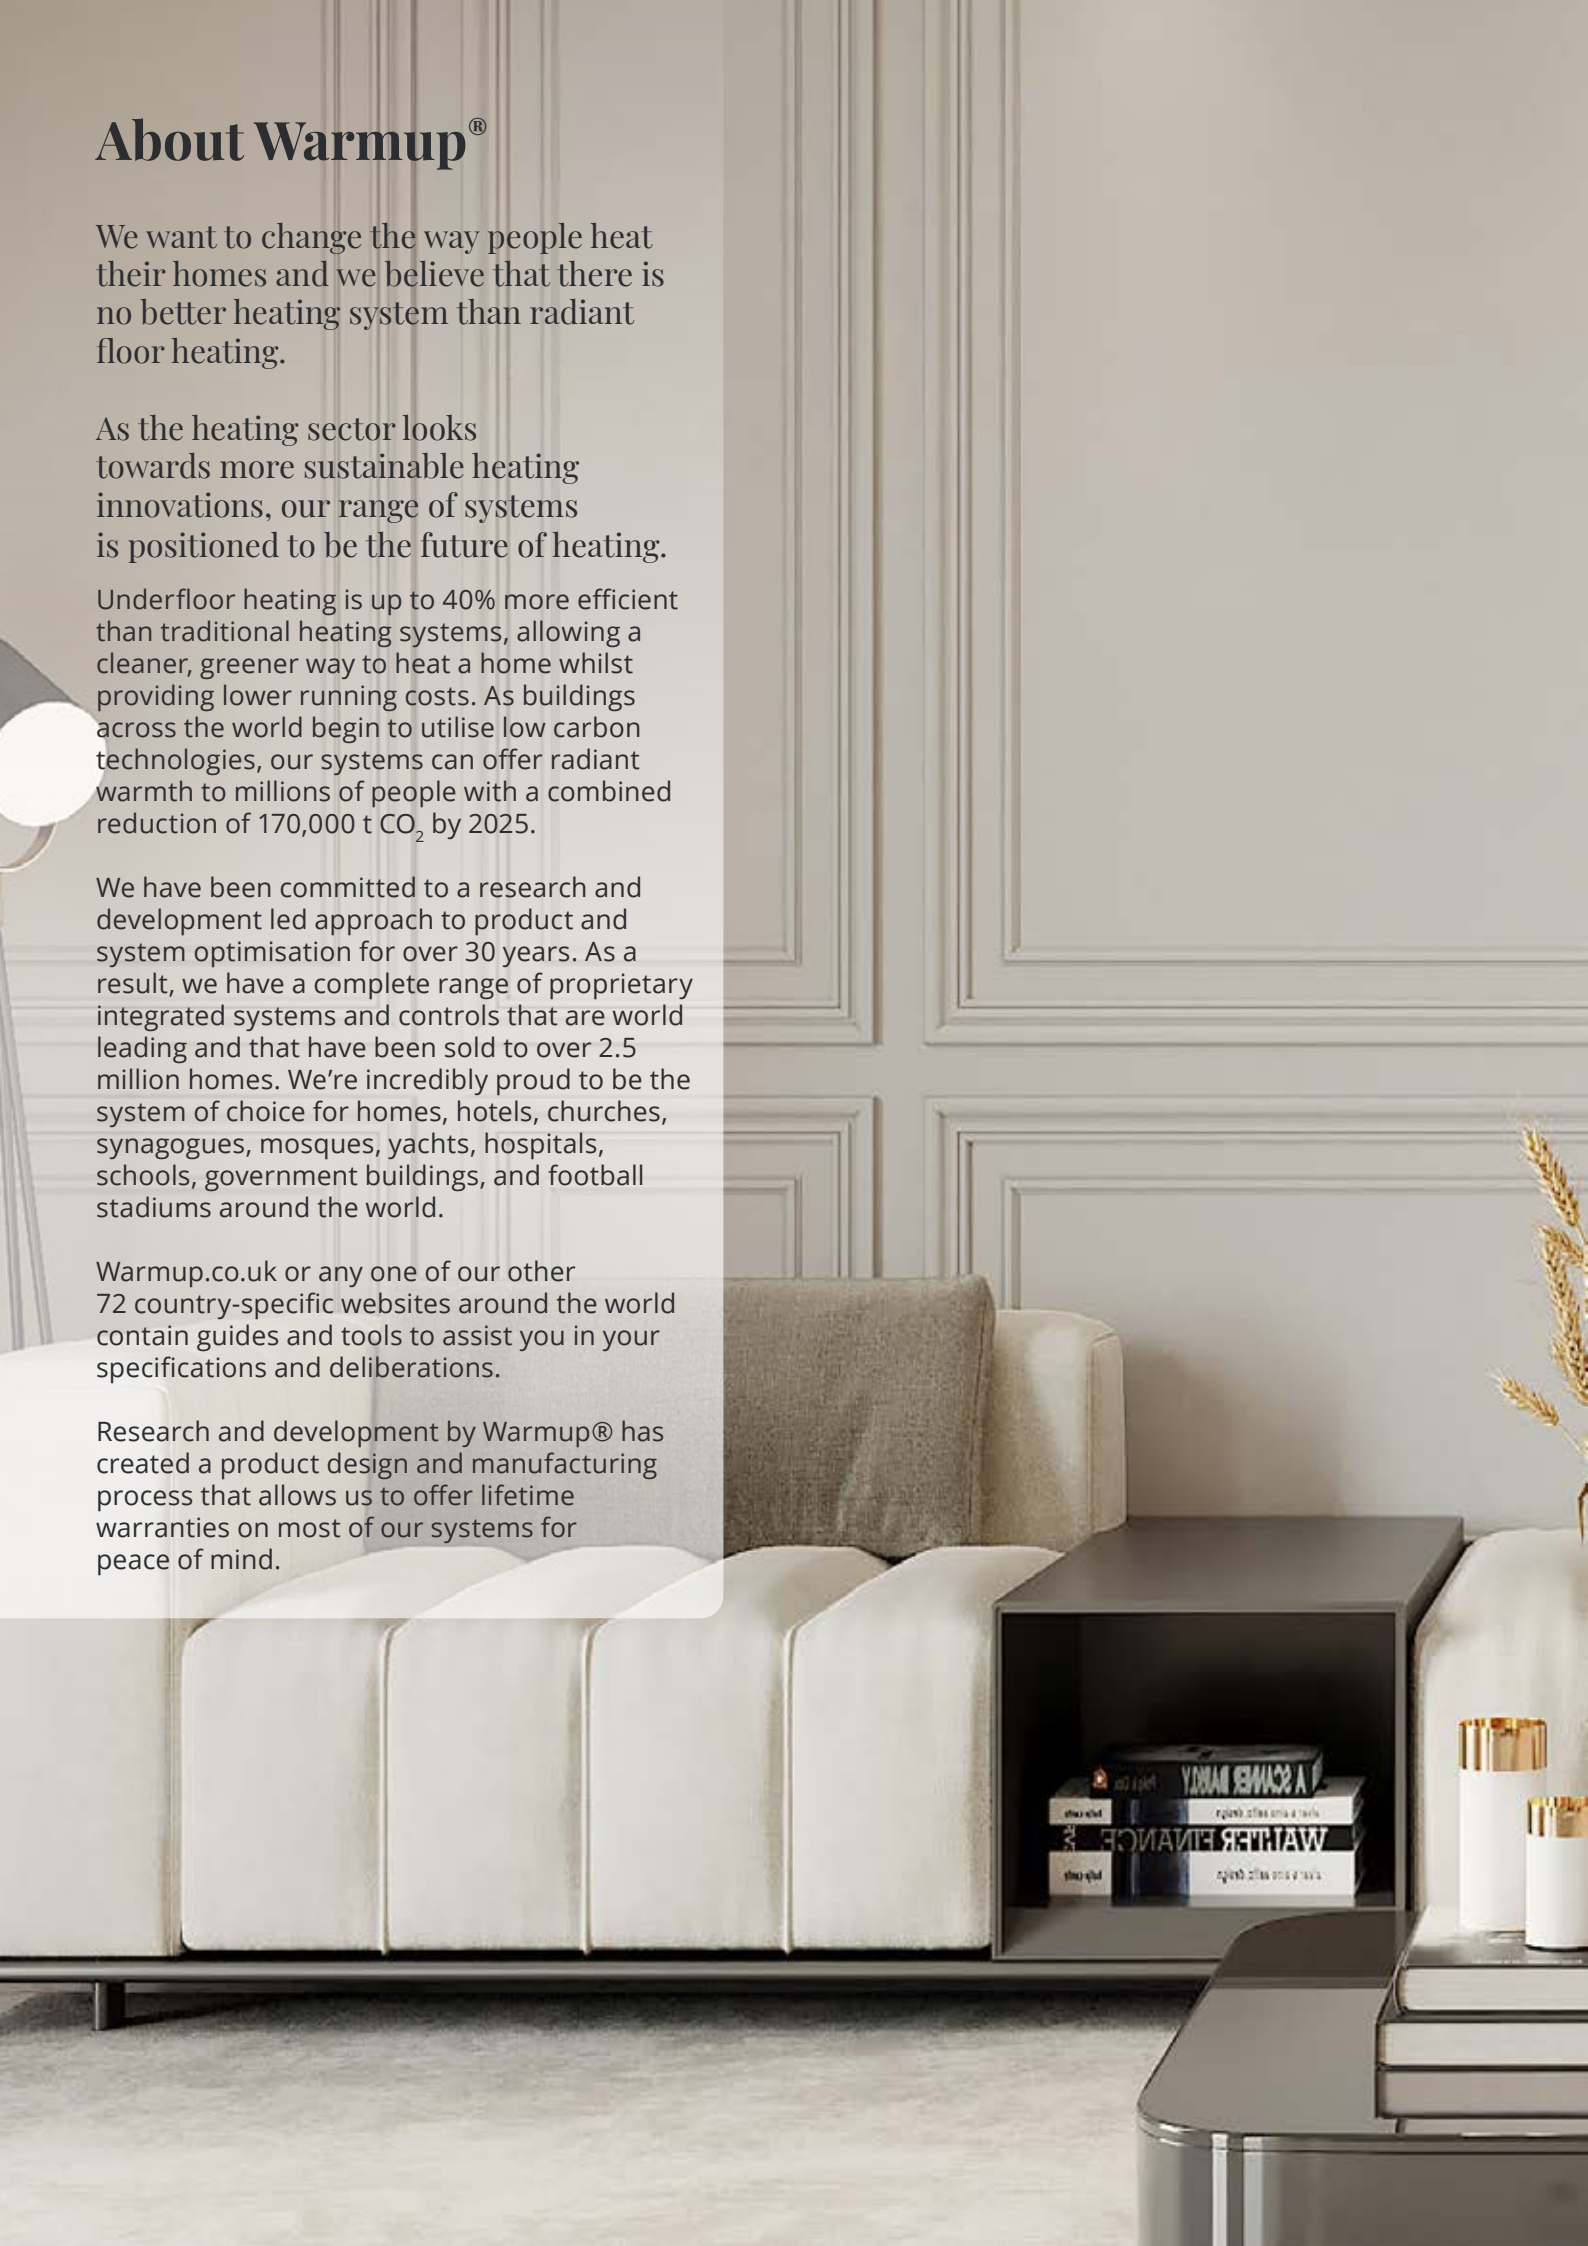 About Warmup®
We want to change the way people heat
their homes and we believe that there is
no better heating system than radiant
floor heating.
As the heating sector looks
towards more sustainable heating
innovations, our range of systems
is positioned to be the future of heating.
Underfloor heating is up to 40% more efficient
than traditional heating systems, allowing a
cleaner, greener way to heat a home whilst
providing lower running costs. As buildings
across the world begin to utilise low carbon
technologies, our systems can offer radiant
warmth to millions of people with a combined
reduction of 170,000 t CO₂ by 2025.
We have been committed to a research and
development led approach to product and
system optimisation for over 30 years. As a
result, we have a complete range of proprietary
integrated systems and controls that are world
leading and that have been sold to over 2.5
million homes. We’re incredibly proud to be the
system of choice for homes, hotels, churches,
synagogues, mosques, yachts, hospitals,
schools, government buildings, and football
stadiums around the world.
Warmup.co.uk or any one of our other
72 country-specific websites around the world
contain guides and tools to assist you in your
specifications and deliberations.
Research and development by Warmup® has
created a product design and manufacturing
process that allows us to offer lifetime
warranties on most of our systems for
peace of mind.
A SCANNER DARKLY
WALTER FINANCE